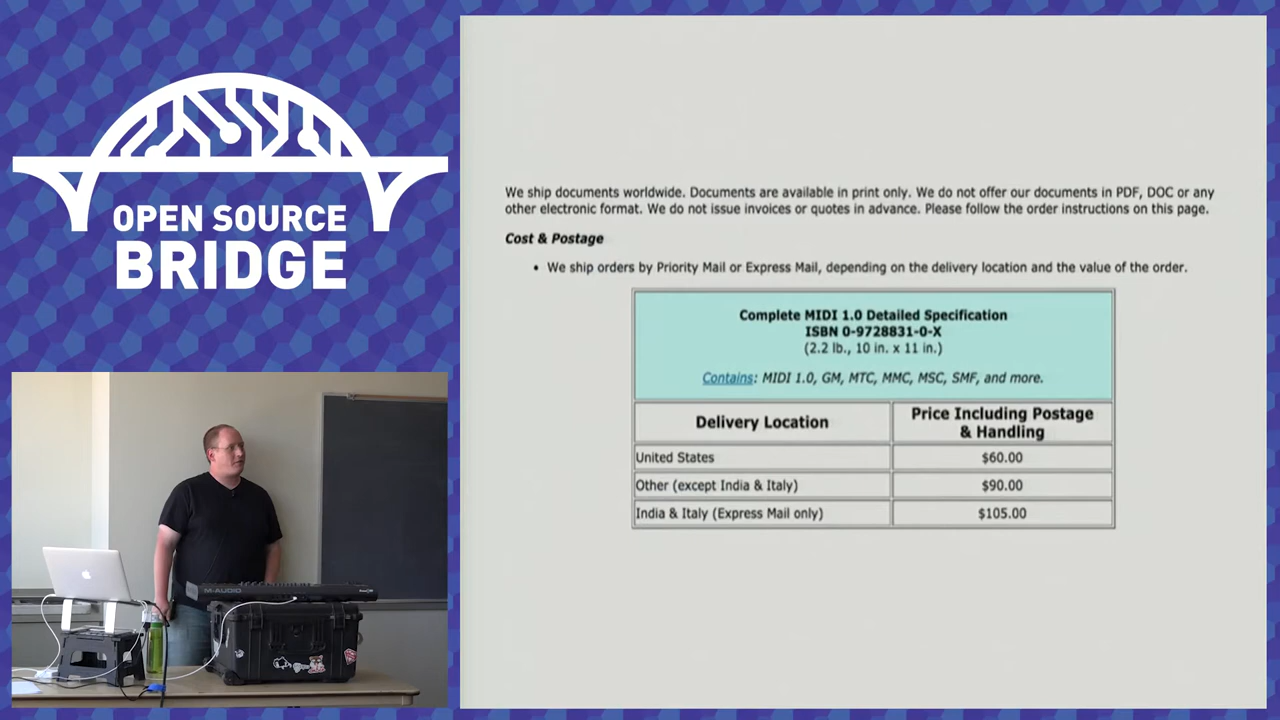 OPEN SOURCE
BRIDGE
We ship documents worldwide. Documents are available in print only. We do not offer our documents in PDF, DOC or any
other electronic format. We do not issue invoices or quotes in advance. Please follow the order instructions on this page.
Cost & Postage
• We ship orders by Priority Mail or Express Mail, depending on the delivery location and the value of the order.
Complete MIDI 1.0 Detailed Specification
ISBN 0-9728831-0-X
(2.2 lb., 10 in. x 11 in.)
Contains: MIDI 1.0, GM, MTC, MMC, MSC, SMF, and more.
Delivery Location
Price Including Postage
& Handling
United States $60.00
Other (except India & Italy) $90.00
India & Italy (Express Mail only) $105.00
M-AUDIO